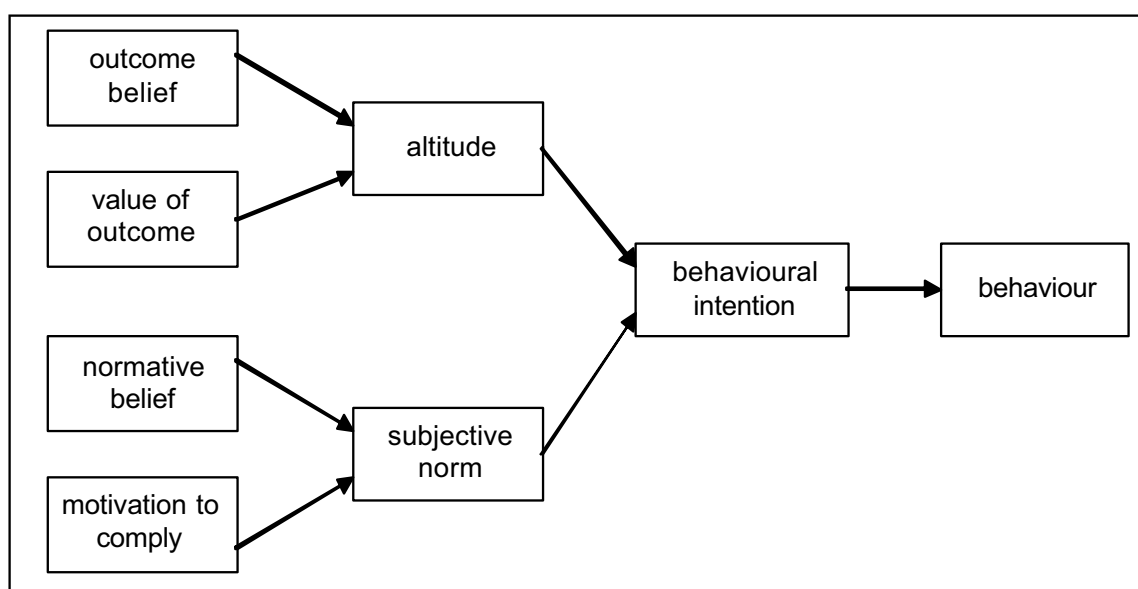 outcome
belief
altitude
value of
outcome
behavioural
intention
behaviour
normative
belief
subjective
norm
motivation to
comply